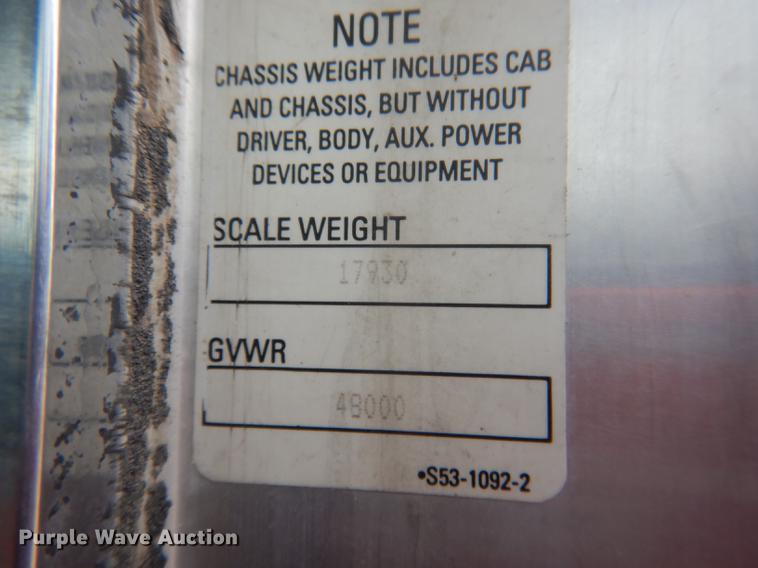 NOTE
CHASSIS WEIGHT INCLUDES CAB
AND CHASSIS, BUT WITHOUT
DRIVER, BODY, AUX. POWER
DEVICES OR EQUIPMENT
SCALE WEIGHT
17930
GVWR
48000
•S53-1092-2
Purple Wave Auction